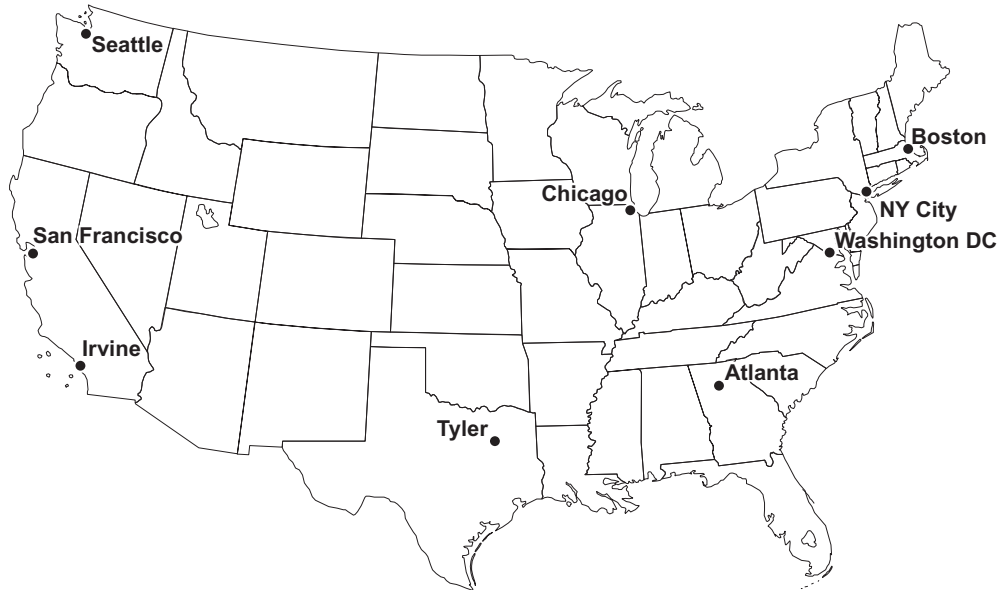 Seattle
Boston
Chicago
NY City
San Francisco
Washington DC
Irvine
Atlanta
Tyler